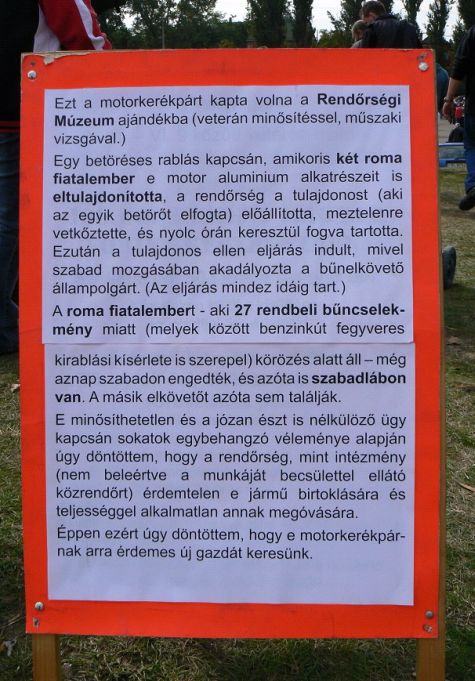 Ezt a motorkerékpárt kapta volna a Rendőrségi
Múzeum ajándékba (veterán minősítéssel, műszaki
vizsgával.)
Egy betöréses rablás kapcsán, amikoris két roma
fiatalember e motor aluminium alkatrészeit is
eltulajdonította, a rendőrség a tulajdonost (aki
az egyik betörőt elfogta) előállította, meztelenre
vetkőztette, és nyolc órán keresztül fogva tartotta.
Ezután a tulajdonos ellen eljárás indult, mivel
szabad mozgásában akadályozta a bűnelkövető
állampolgárt. (Az eljárás mindez idáig tart.)
A roma fiatalembert - aki 27 rendbeli bűncselek-
mény miatt (melyek között benzinkút fegyveres
kirablási kísérlete is szerepel) körözés alatt áll – még
aznap szabadon engedték, és azóta is szabadlábon
van. A másik elkövetőt azóta sem találják.
E minősíthetetlen és a józan észt is nélkülöző ügy
kapcsán sokatok egybehangzó véleménye alapján
úgy döntöttem, hogy a rendőrség, mint intézmény
(nem beleértve a munkáját becsülettel ellátó
közrendőrt) érdemtelen e jármű birtoklására és
teljességgel alkalmatlan annak megóvására.
Éppen ezért úgy döntöttem, hogy e motorkerékpár-
nak arra érdemes új gazdát keresünk.